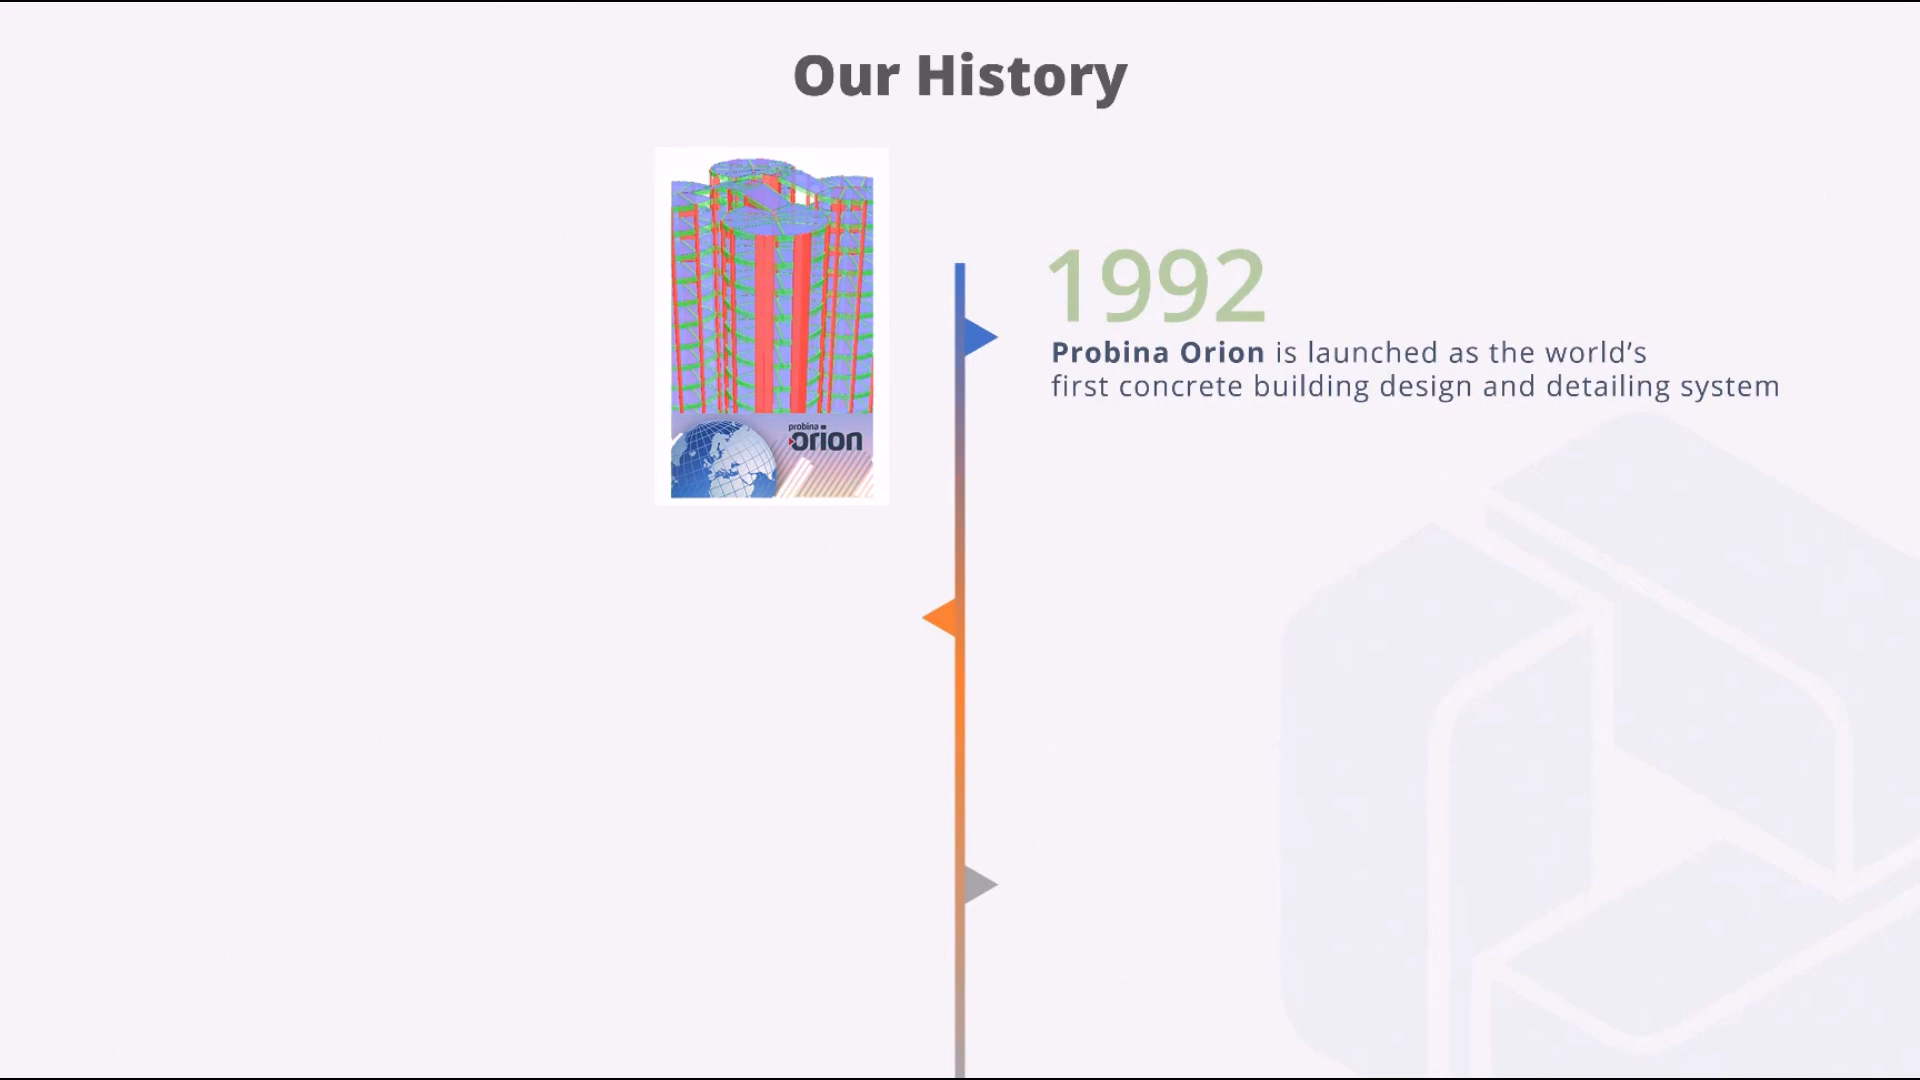 Our History
probina
orion
1992
Probina Orion is launched as the world’s
first concrete building design and detailing system